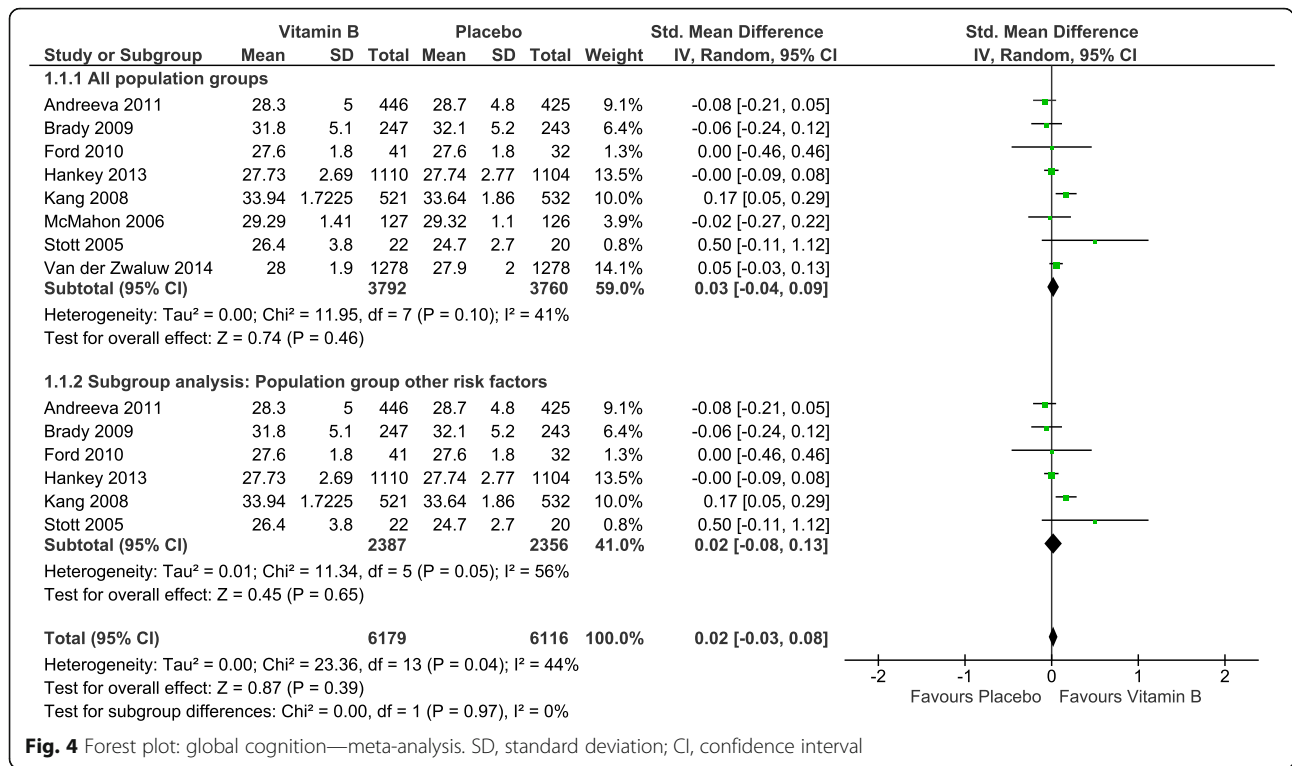 Vitamin B Placebo Std. Mean Difference Std. Mean Difference
Study or Subgroup Mean SD Total Mean SD Total Weight IV, Random, 95% CI IV, Random, 95% CI
1.1.1 All population groups
Andreeva 2011 28.3 5 446 28.7 4.8 425 9.1% -0.08 [-0.21, 0.05]
Brady 2009 31.8 5.1 247 32.1 5.2 243 6.4% -0.06 [-0.24, 0.12]
Ford 2010 27.6 1.8 41 27.6 1.8 32 1.3% 0.00 [-0.46, 0.46]
Hankey 2013 27.73 2.69 1110 27.74 2.77 1104 13.5% -0.00 [-0.09, 0.08]
Kang 2008 33.94 1.7225 521 33.64 1.86 532 10.0% 0.17 [0.05, 0.29]
McMahon 2006 29.29 1.41 127 29.32 1.1 126 3.9% -0.02 [-0.27, 0.22]
Stott 2005 26.4 3.8 22 24.7 2.7 20 0.8% 0.50 [-0.11, 1.12]
Van der Zwaluw 2014 28 1.9 1278 27.9 2 1278 14.1% 0.05 [-0.03, 0.13]
Subtotal (95% CI) 3792 3760 59.0% 0.03 [-0.04, 0.09]
Heterogeneity: Tau² = 0.00; Chi² = 11.95, df = 7 (P = 0.10); I² = 41%
Test for overall effect: Z = 0.74 (P = 0.46)
1.1.2 Subgroup analysis: Population group other risk factors
Andreeva 2011 28.3 5 446 28.7 4.8 425 9.1% -0.08 [-0.21, 0.05]
Brady 2009 31.8 5.1 247 32.1 5.2 243 6.4% -0.06 [-0.24, 0.12]
Ford 2010 27.6 1.8 41 27.6 1.8 32 1.3% 0.00 [-0.46, 0.46]
Hankey 2013 27.73 2.69 1110 27.74 2.77 1104 13.5% -0.00 [-0.09, 0.08]
Kang 2008 33.94 1.7225 521 33.64 1.86 532 10.0% 0.17 [0.05, 0.29]
Stott 2005 26.4 3.8 22 24.7 2.7 20 0.8% 0.50 [-0.11, 1.12]
Subtotal (95% CI) 2387 2356 41.0% 0.02 [-0.08, 0.13]
Heterogeneity: Tau² = 0.01; Chi² = 11.34, df = 5 (P = 0.05); I² = 56%
Test for overall effect: Z = 0.45 (P = 0.65)
Total (95% CI) 6179 6116 100.0% 0.02 [-0.03, 0.08]
Heterogeneity: Tau² = 0.00; Chi² = 23.36, df = 13 (P = 0.04); I² = 44%
Test for overall effect: Z = 0.87 (P = 0.39)
Test for subgroup differences: Chi² = 0.00, df = 1 (P = 0.97), I² = 0%
-2 -1 0 1 2
Favours Placebo Favours Vitamin B
Fig. 4 Forest plot: global cognition—meta-analysis. SD, standard deviation; CI, confidence interval